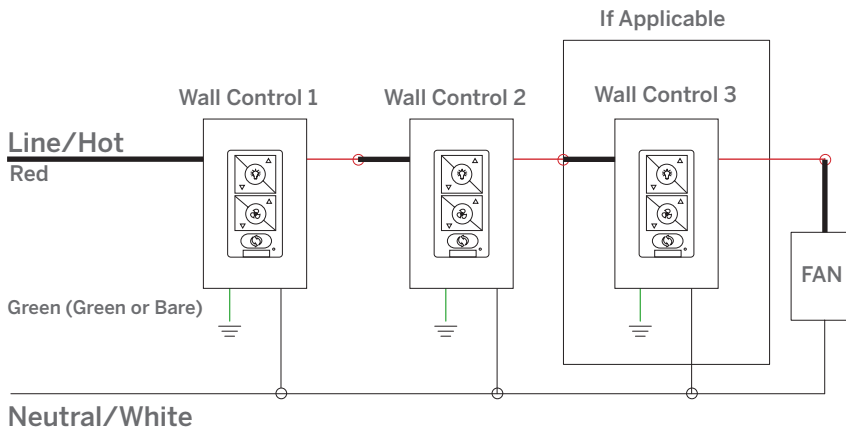 If Applicable
Wall Control 1
Wall Control 2
Wall Control 3
Line/Hot
Red
FAN
Green (Green or Bare)
Neutral/White